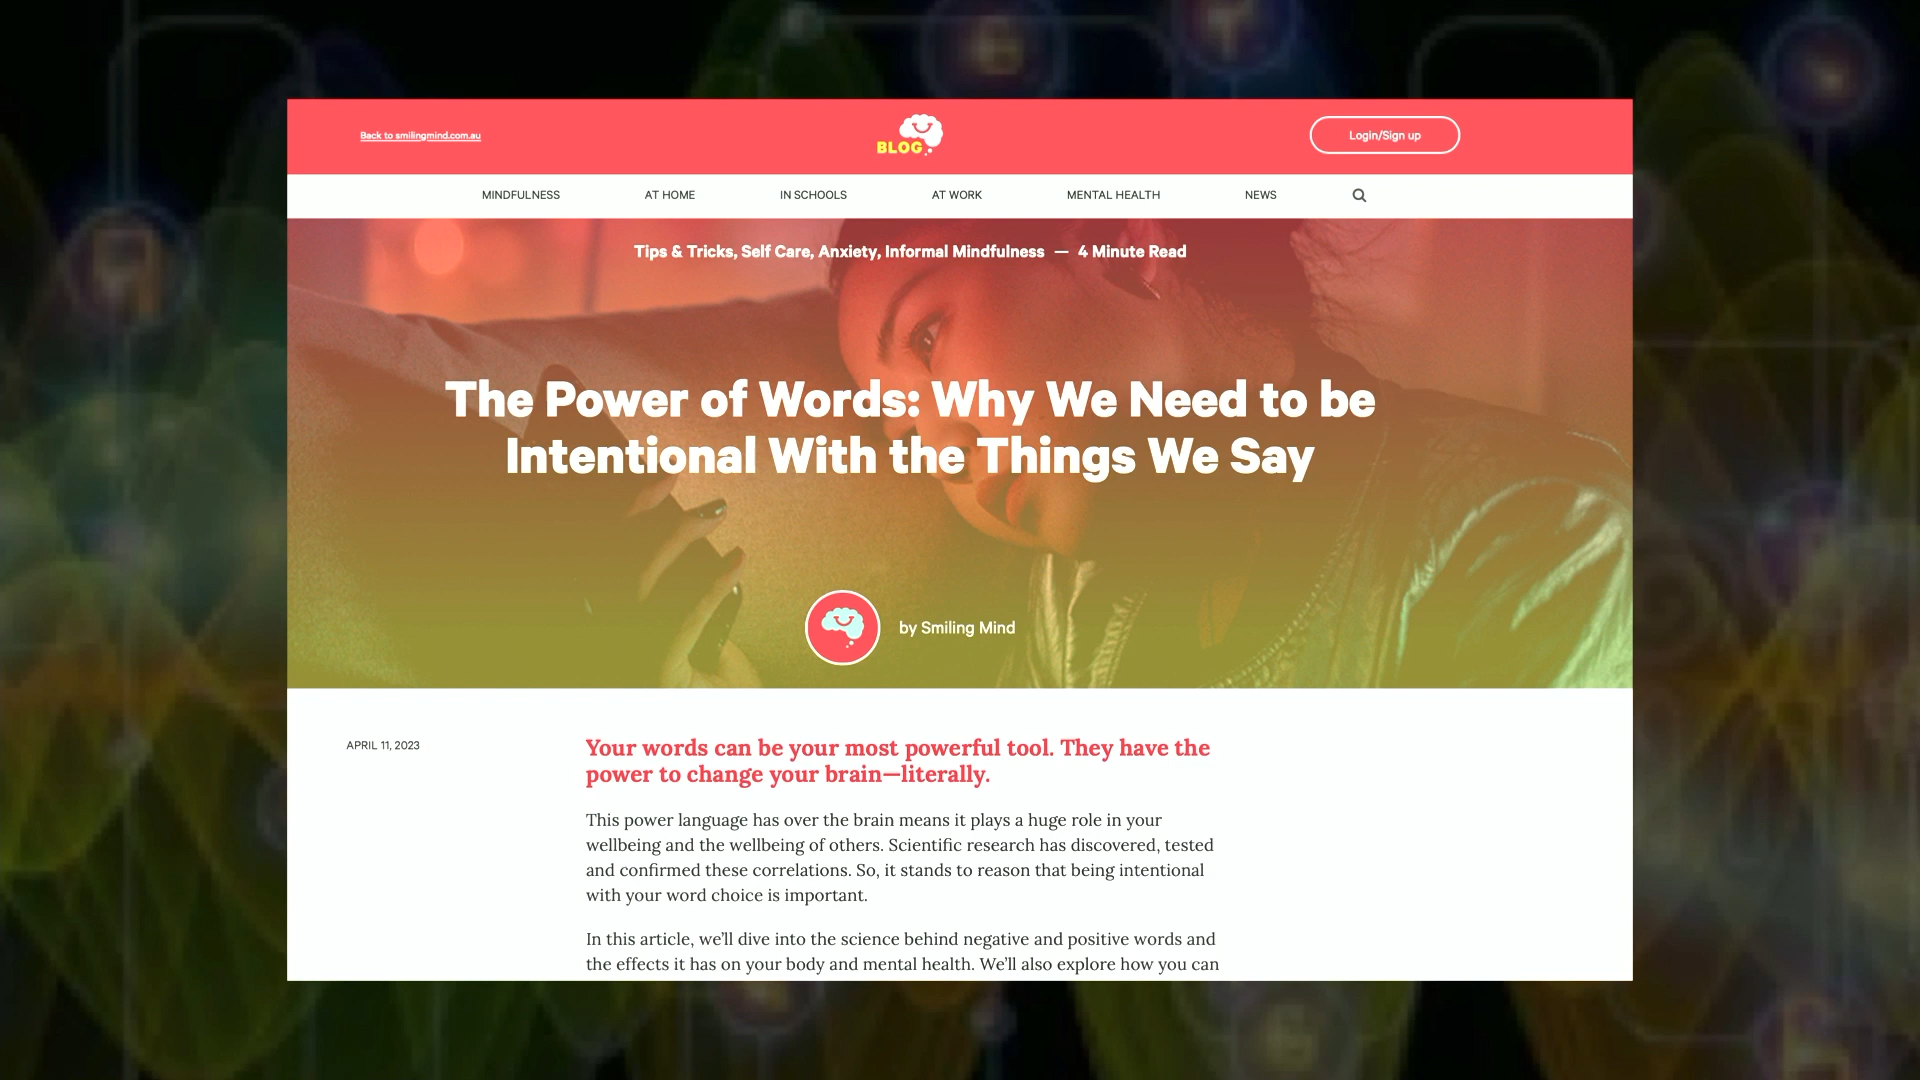 Back to smilingmind.com.au
BLOG
Login/Sign up
MINDFULNESS AT HOME IN SCHOOLS AT WORK MENTAL HEALTH NEWS
Tips & Tricks, Self Care, Anxiety, Informal Mindfulness — 4 Minute Read
The Power of Words: Why We Need to be
Intentional With the Things We Say
by Smiling Mind
APRIL 11, 2023
Your words can be your most powerful tool. They have the
power to change your brain—literally.
This power language has over the brain means it plays a huge role in your
wellbeing and the wellbeing of others. Scientific research has discovered, tested
and confirmed these correlations. So, it stands to reason that being intentional
with your word choice is important.
In this article, we’ll dive into the science behind negative and positive words and
the effects it has on your body and mental health. We’ll also explore how you can